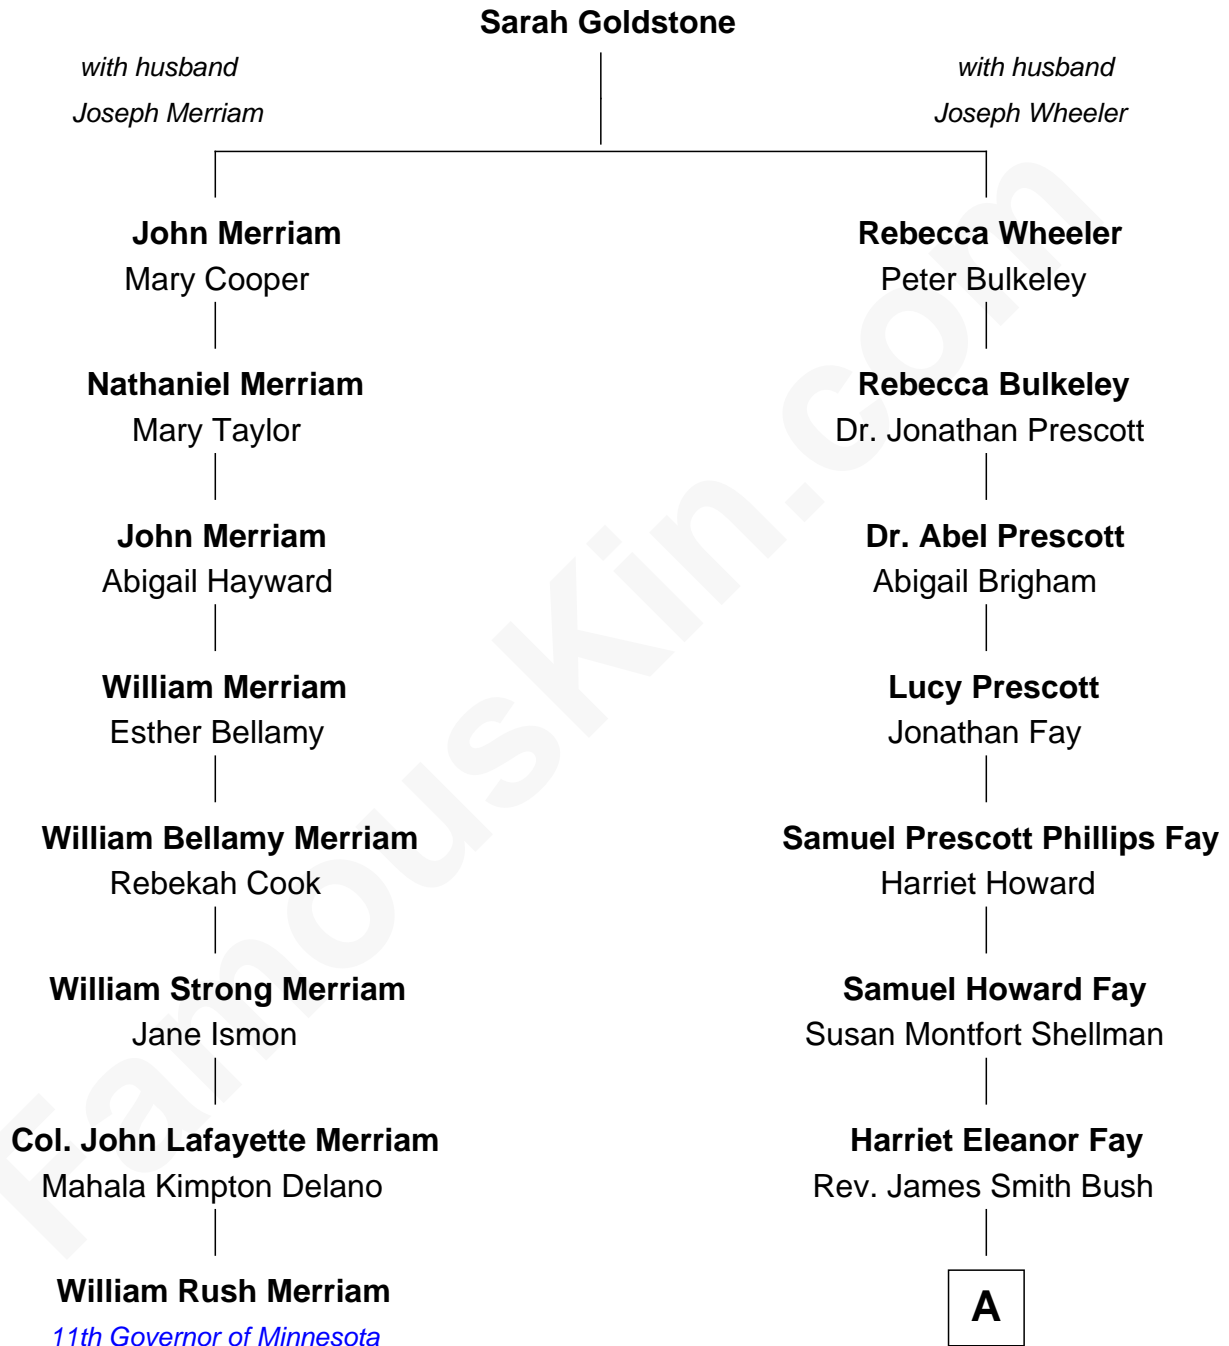 Sarah Goldstone
with husband
Joseph Merriam
with husband
Joseph Wheeler
John Merriam
Mary Cooper
Rebecca Wheeler
Peter Bulkeley
Nathaniel Merriam
Mary Taylor
Rebecca Bulkeley
Dr. Jonathan Prescott
John Merriam
Abigail Hayward
Dr. Abel Prescott
Abigail Brigham
William Merriam
Esther Bellamy
Lucy Prescott
Jonathan Fay
William Bellamy Merriam
Rebekah Cook
Samuel Prescott Phillips Fay
Harriet Howard
William Strong Merriam
Jane Ismon
Samuel Howard Fay
Susan Montfort Shellman
Col. John Lafayette Merriam
Mahala Kimpton Delano
Harriet Eleanor Fay
Rev. James Smith Bush
William Rush Merriam
11th Governor of Minnesota
A
FamousKin.com